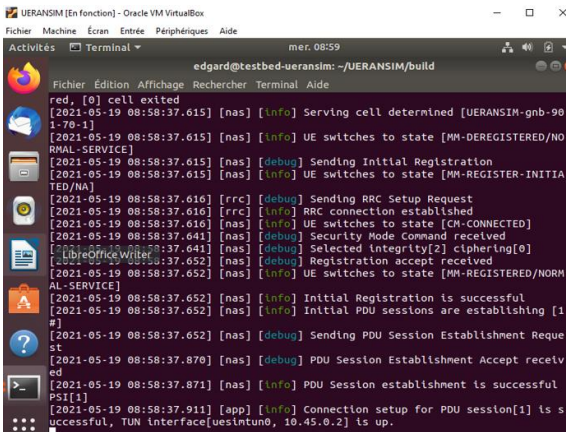 UERANSIM [En fonction] - Oracle VM VirtualBox
Fichier Machine Écran Entrée Périphériques Aide
Activités Terminal mer. 08:59
edgard@testbed-ueransim: ~/UERANSIM/build
Fichier Édition Affichage Rechercher Terminal Aide
red, [0] cell exited
[2021-05-19 08:58:37.615] [nas] [info] Serving cell determined [UERANSIM-gnb-90
1-70-1]
[2021-05-19 08:58:37.615] [nas] [info] UE switches to state [MM-DEREGISTERED/NO
RMAL-SERVICE]
[2021-05-19 08:58:37.615] [nas] [debug] Sending Initial Registration
[2021-05-19 08:58:37.615] [nas] [info] UE switches to state [MM-REGISTER-INITIA
TED/NA]
[2021-05-19 08:58:37.616] [rrc] [debug] Sending RRC Setup Request
[2021-05-19 08:58:37.616] [rrc] [info] RRC connection established
[2021-05-19 08:58:37.616] [nas] [info] UE switches to state [CM-CONNECTED]
[2021-05-19 08:58:37.641] [nas] [debug] Security Mode Command received
:37.641] [nas] [debug] Selected integrity[2] ciphering[0]
LibreOffice Writer
:37.652] [nas] [debug] Registration accept received
[2021-05-19 08:58:37.652] [nas] [info] UE switches to state [MM-REGISTERED/NORM
AL-SERVICE]
[2021-05-19 08:58:37.652] [nas] [info] Initial Registration is successful
[2021-05-19 08:58:37.652] [nas] [info] Initial PDU sessions are establishing [1
#]
[2021-05-19 08:58:37.652] [nas] [debug] Sending PDU Session Establishment Reque
st
[2021-05-19 08:58:37.870] [nas] [debug] PDU Session Establishment Accept receiv
ed
[2021-05-19 08:58:37.871] [nas] [info] PDU Session establishment is successful
PSI[1]
[2021-05-19 08:58:37.911] [app] [info] Connection setup for PDU session[1] is s
uccessful, TUN interface[uesimtun0, 10.45.0.2] is up.